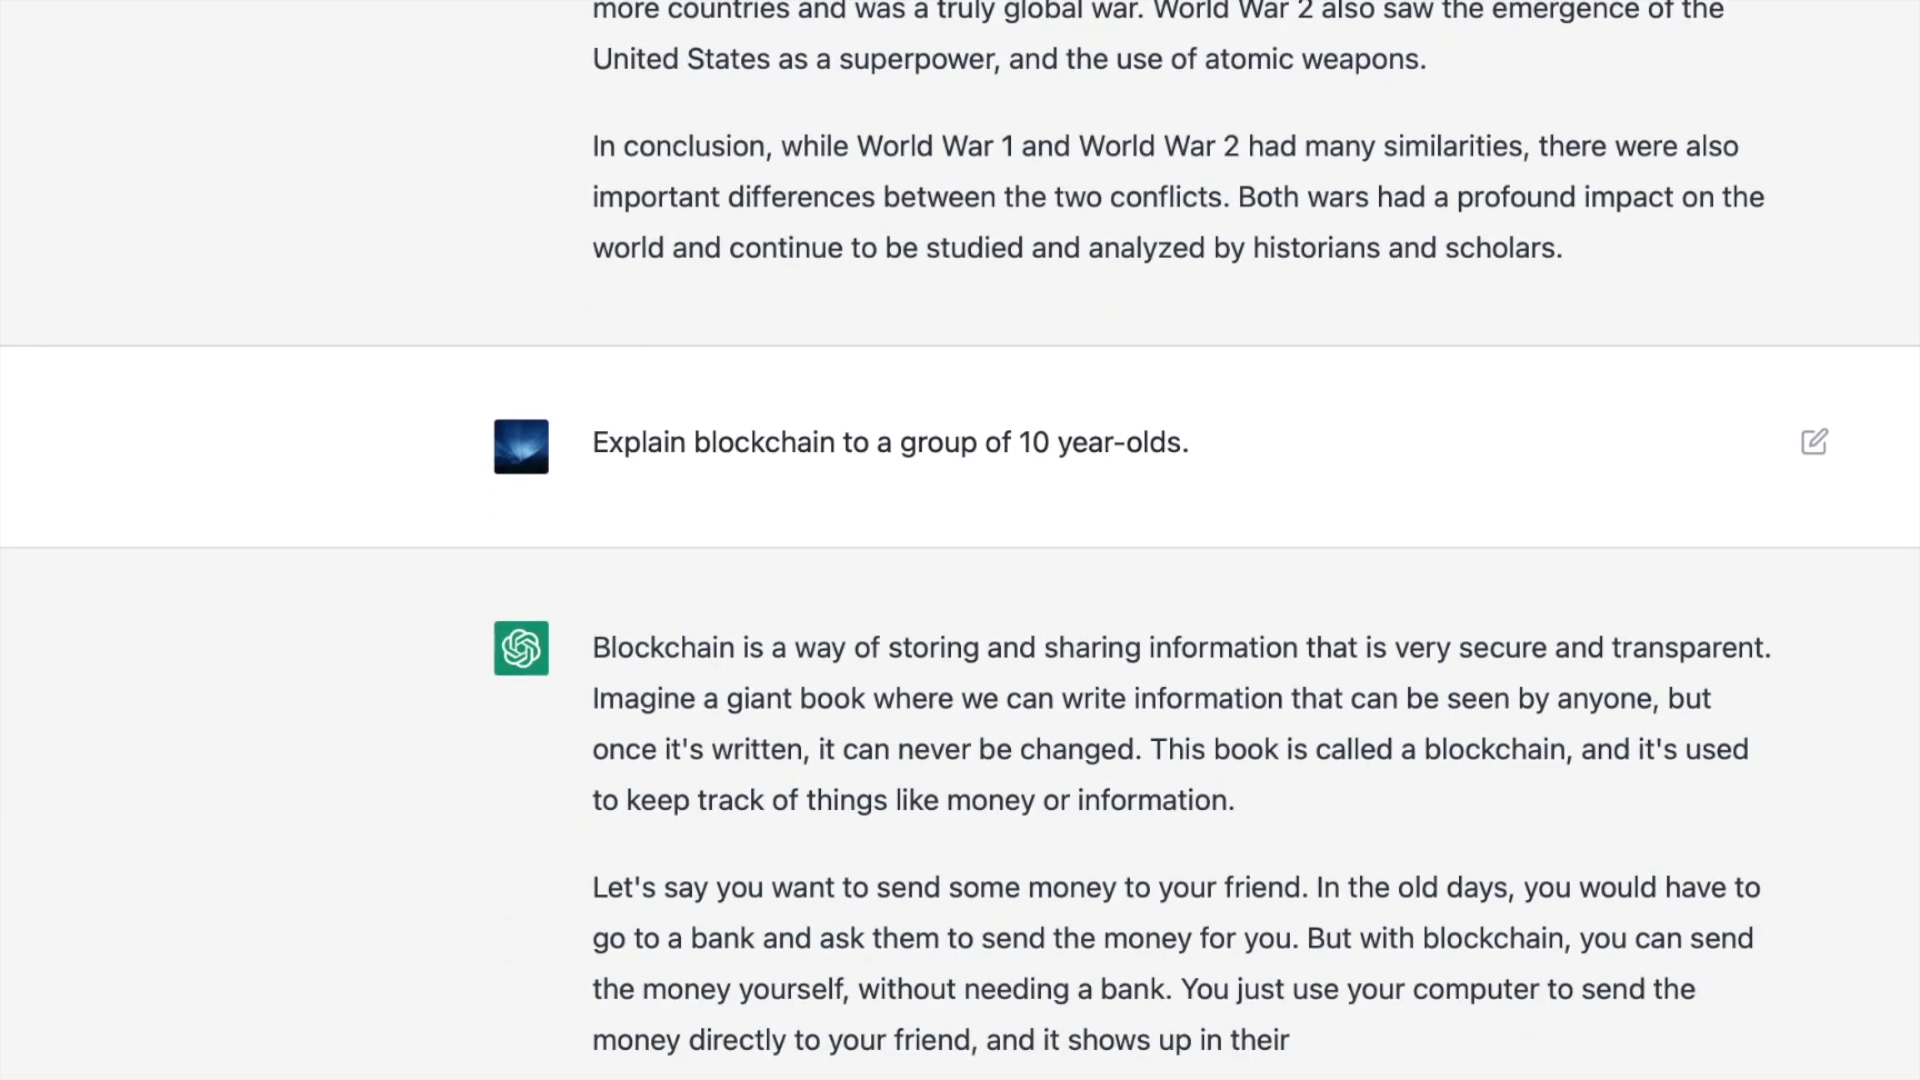 more countries and was a truly global war. World War 2 also saw the emergence of the
United States as a superpower, and the use of atomic weapons.
In conclusion, while World War 1 and World War 2 had many similarities, there were also
important differences between the two conflicts. Both wars had a profound impact on the
world and continue to be studied and analyzed by historians and scholars.
Explain blockchain to a group of 10 year-olds.
Blockchain is a way of storing and sharing information that is very secure and transparent.
Imagine a giant book where we can write information that can be seen by anyone, but
once it's written, it can never be changed. This book is called a blockchain, and it's used
to keep track of things like money or information.
Let's say you want to send some money to your friend. In the old days, you would have to
go to a bank and ask them to send the money for you. But with blockchain, you can send
the money yourself, without needing a bank. You just use your computer to send the
money directly to your friend, and it shows up in their